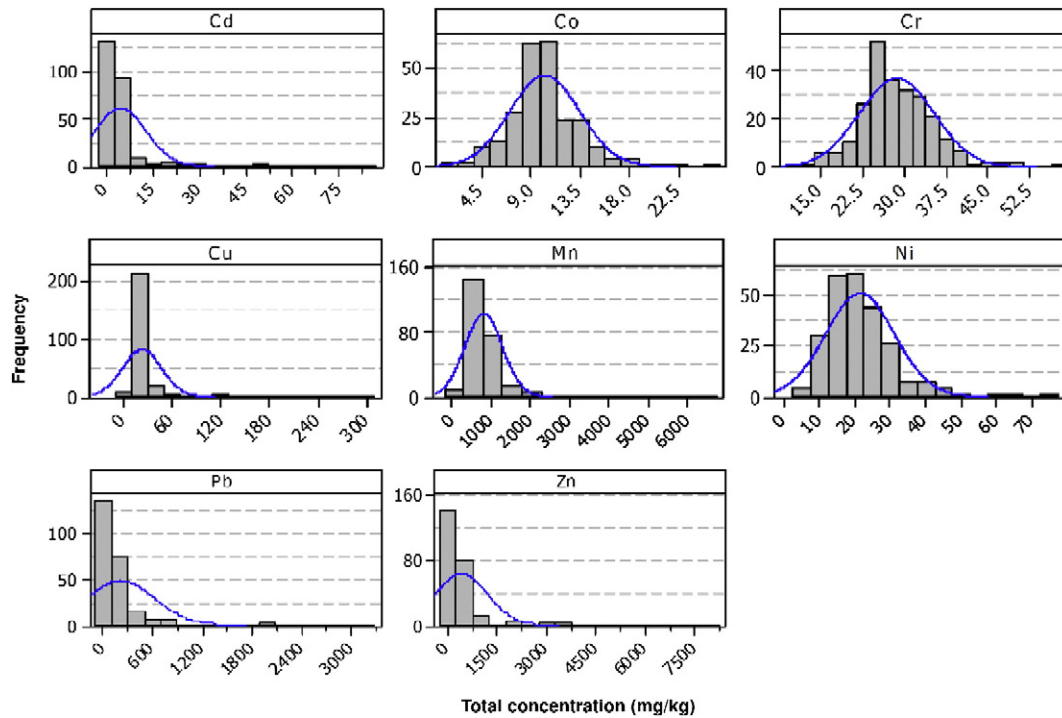 Cd
Co
Cr
100
50
0
50
25
0
40
20
0
0 15 30 45 60 75
4.5 9.0 13.5 18.0 22.5
15.0 22.5 30.0 37.5 45.0 52.5
Cu
Mn
Ni
200
100
0
160
80
0
50
25
0
0 60 120 180 240 300
0 1000 2000 3000 4000 5000 6000
0 10 20 30 40 50 60 70
Pb
Zn
100
50
0
160
80
0
0 600 1200 1800 2400 3000
0 1500 3000 4500 6000 7500
Frequency
Total concentration (mg/kg)